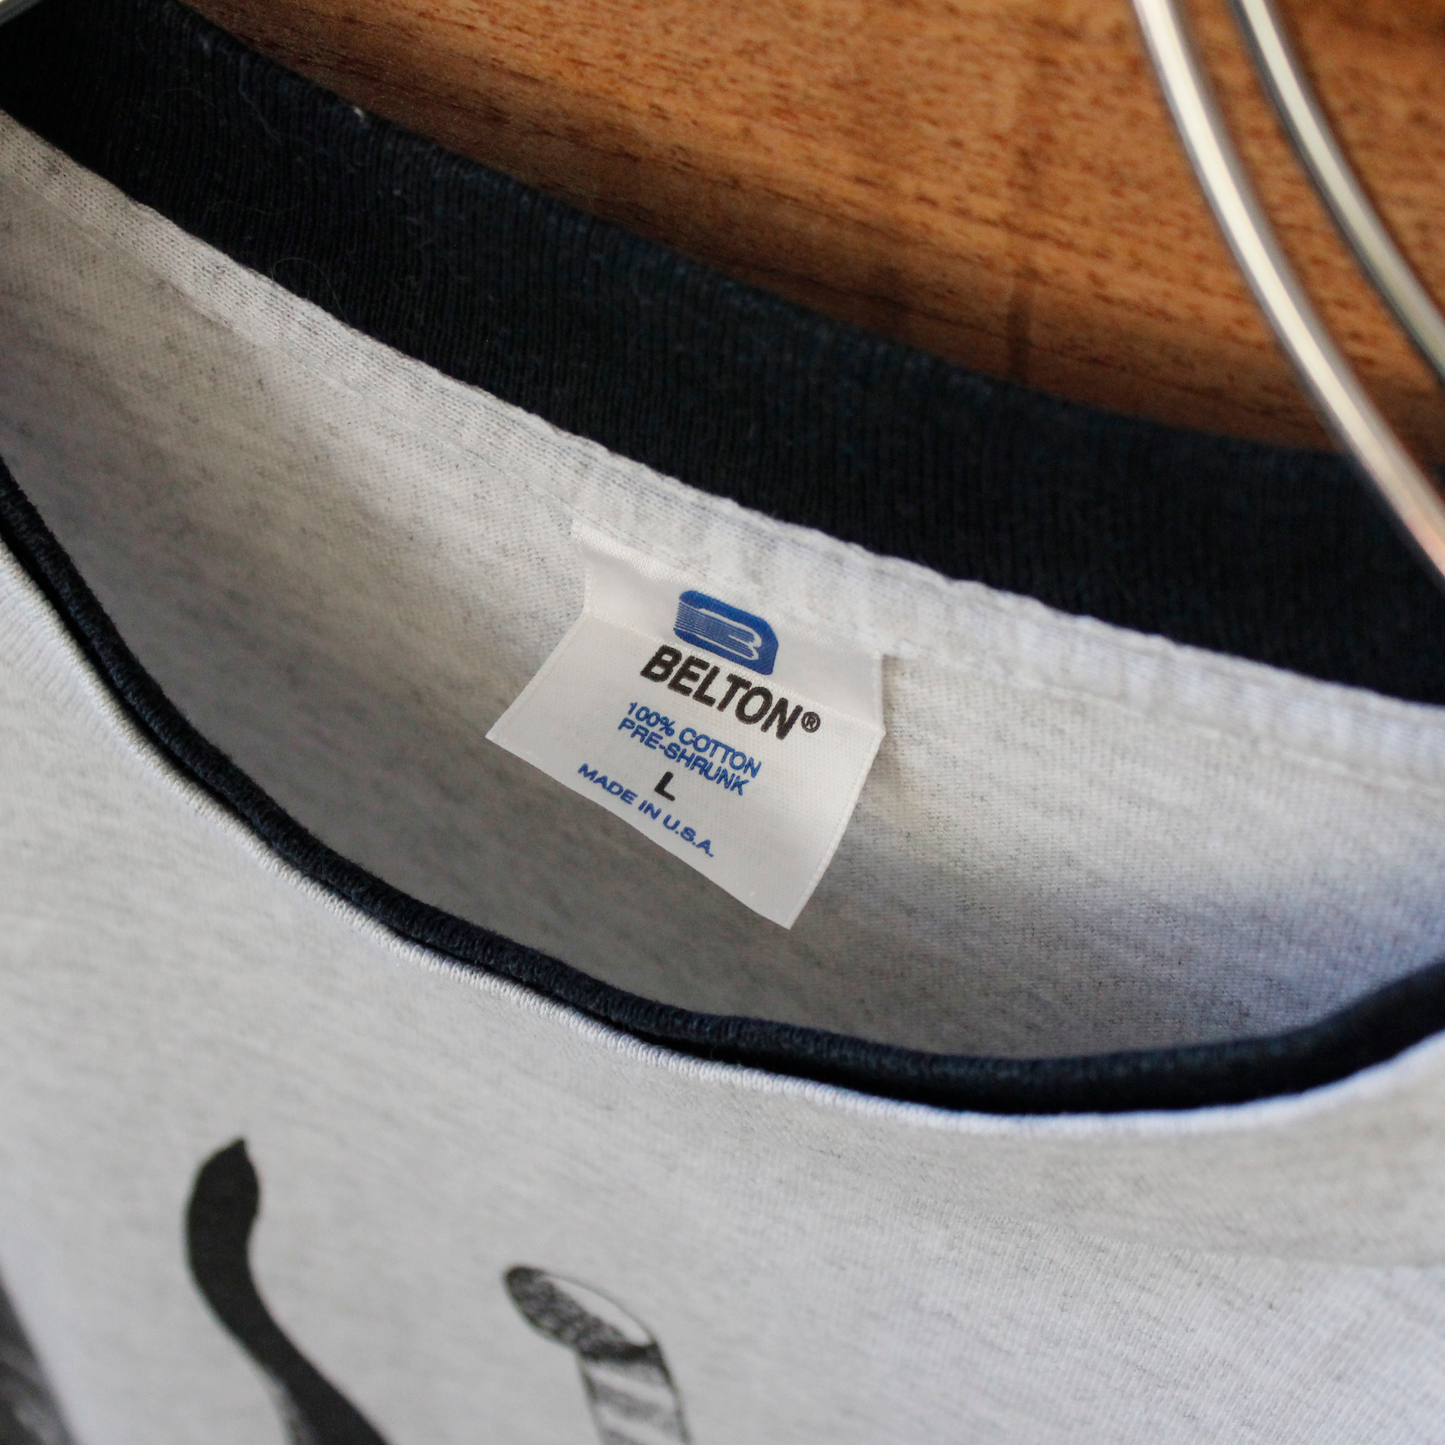 BELTON®
100% COTTON
PRE-SHRUNK
L
MADE IN U.S.A.